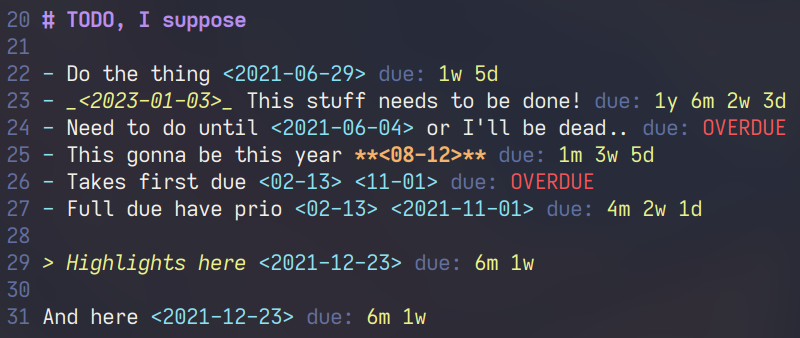 20 # TODO, I suppose
21
22 - Do the thing <2021-06-29> due: 1w 5d
23 - _<2023-01-03>_ This stuff needs to be done! due: 1y 6m 2w 3d
24 - Need to do until <2021-06-04> or I'll be dead.. due: OVERDUE
25 - This gonna be this year **<08-12>** due: 1m 3w 5d
26 - Takes first due <02-13> <11-01> due: OVERDUE
27 - Full due have prio <02-13> <2021-11-01> due: 4m 2w 1d
28
29 > Highlights here <2021-12-23> due: 6m 1w
30
31 And here <2021-12-23> due: 6m 1w